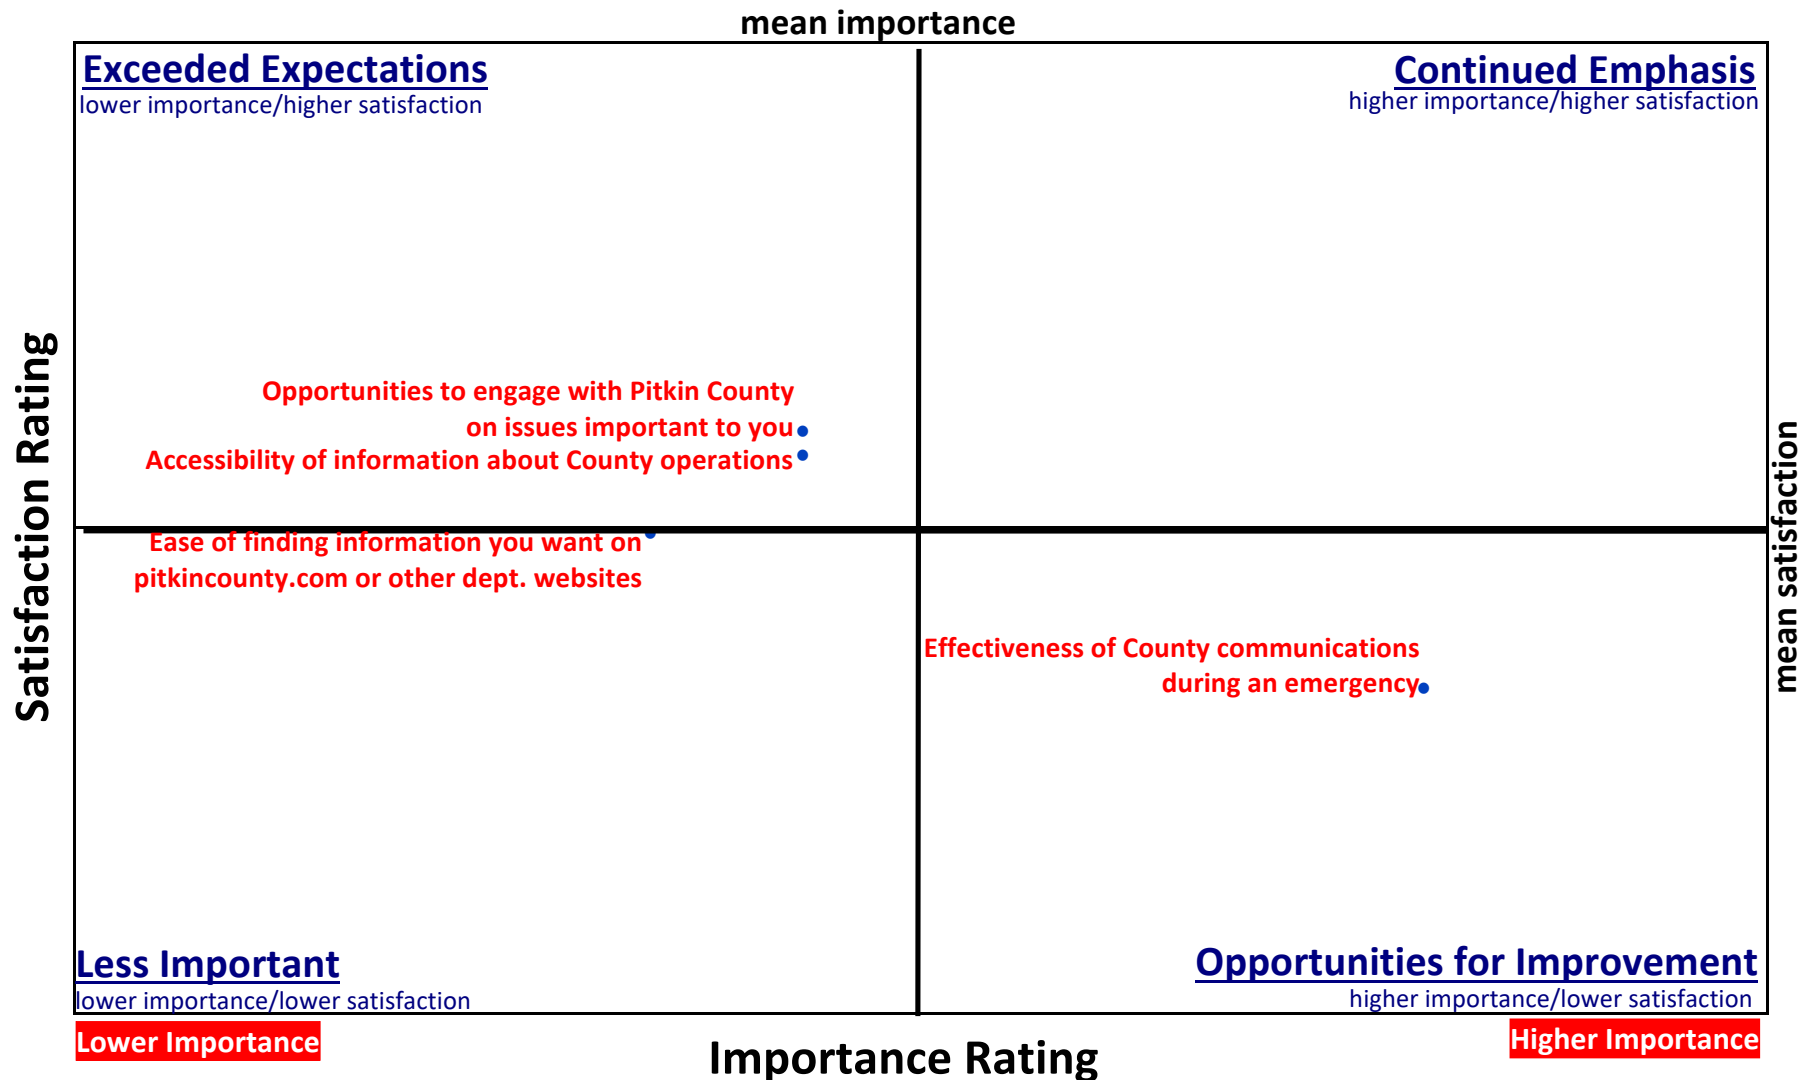 mean importance
Exceeded Expectations
lower importance/higher satisfaction
Continued Emphasis
higher importance/higher satisfaction
Satisfaction Rating
Opportunities to engage with Pitkin County
on issues important to you
Accessibility of information about County operations
mean satisfaction
Ease of finding information you want on
pitkincounty.com or other dept. websites
Effectiveness of County communications
during an emergency
Less Important
lower importance/lower satisfaction
Opportunities for Improvement
higher importance/lower satisfaction
Lower Importance
Importance Rating
Higher Importance